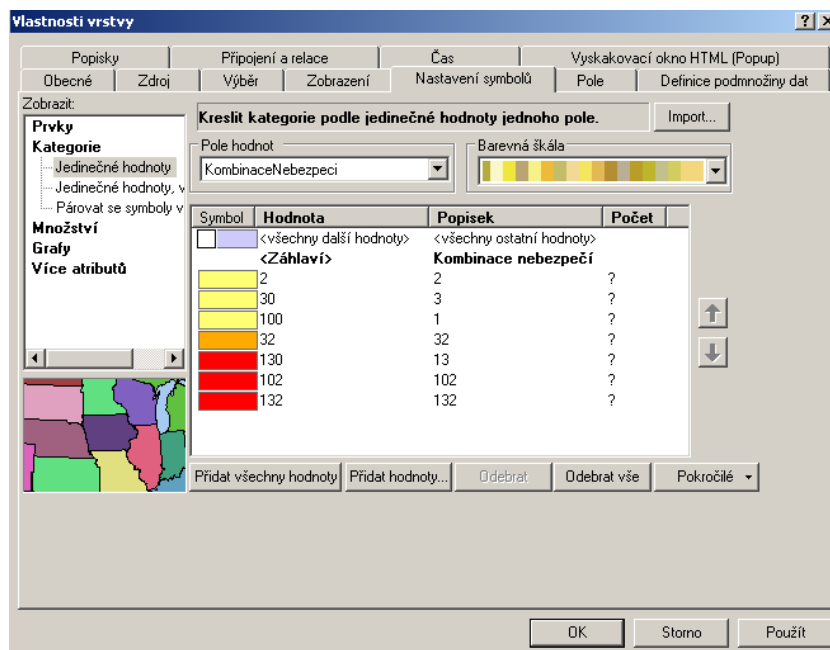 Vlastnosti vrstvy
Popisky Připojení a relace Čas Vyskakovací okno HTML (Popup)
Obecné Zdroj Výběr Zobrazení Nastavení symbolů Pole Definice podmnožiny dat
Zobrazit:
Prvky
Kategorie
Jedinečné hodnoty
Jedinečné hodnoty, v
Párovat se symboly v
Množství
Grafy
Více atributů
Kreslit kategorie podle jedinečné hodnoty jednoho pole.
Import...
Pole hodnot
KombinaceNebezpeci
Barevná škála
Symbol Hodnota Popisek Počet
<všechny další hodnoty> <všechny ostatní hodnoty>
<Záhlaví> Kombinace nebezpečí
2 2 ?
30 3 ?
100 1 ?
32 32 ?
130 13 ?
102 102 ?
132 132 ?
Přidat všechny hodnoty Přidat hodnoty... Odebrat Odebrat vše Pokročilé
OK Storno Použít